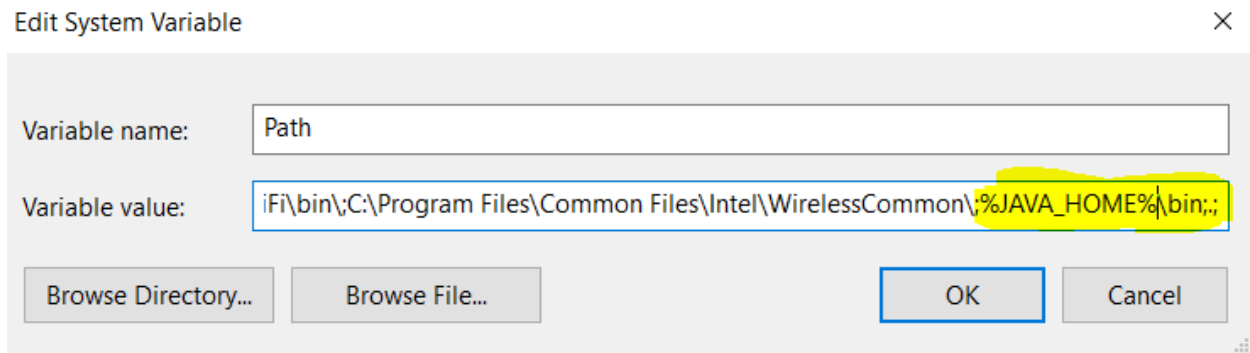 Edit System Variable
Variable name:
Path
Variable value:
iFi\bin\;C:\Program Files\Common Files\Intel\WirelessCommon\;%JAVA_HOME%\bin;.;
Browse Directory...
Browse File...
OK
Cancel